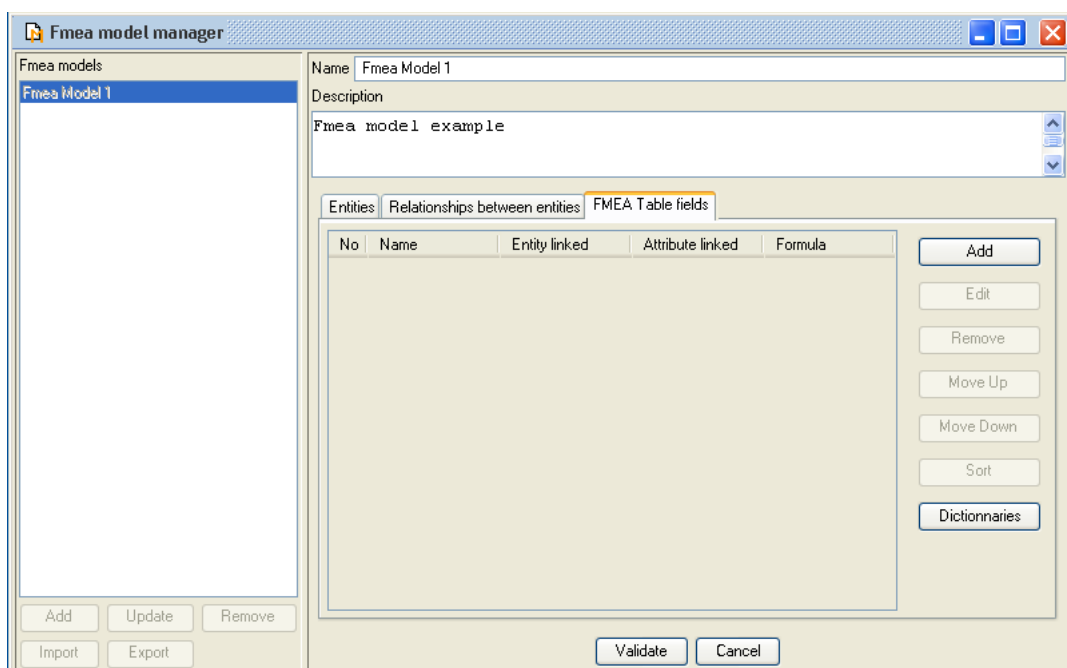 Fmea model manager
Fmea models
Fmea Model 1
Add Update Remove
Import Export
Name Fmea Model 1
Description
Fmea model example
Entities Relationships between entities FMEA Table fields
No Name Entity linked Attribute linked Formula
Add
Edit
Remove
Move Up
Move Down
Sort
Dictionnaries
Validate Cancel